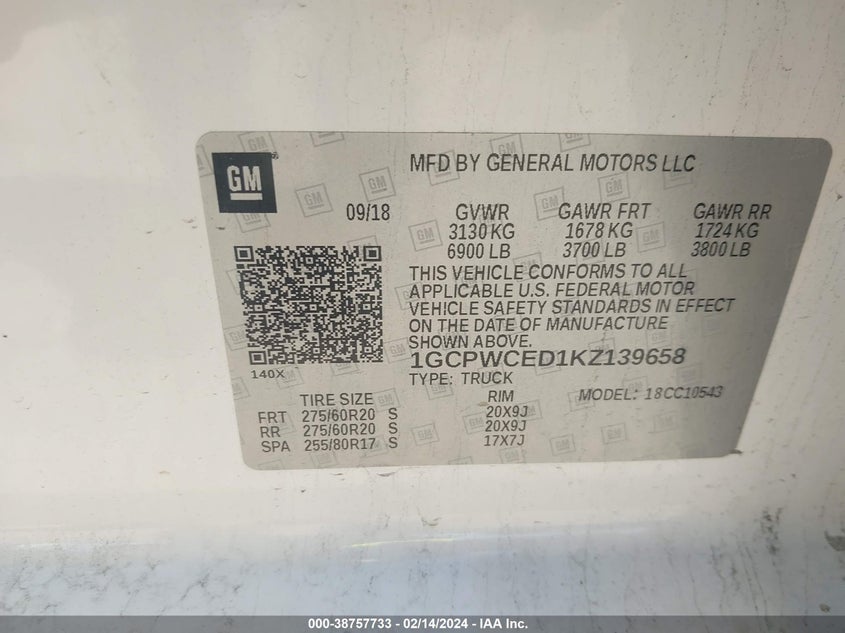 GM
MFD BY GENERAL MOTORS LLC
09/18
GVWR GAWR FRT GAWR RR
3130 KG 1678 KG 1724 KG
6900 LB 3700 LB 3800 LB
THIS VEHICLE CONFORMS TO ALL
APPLICABLE U.S. FEDERAL MOTOR
VEHICLE SAFETY STANDARDS IN EFFECT
ON THE DATE OF MANUFACTURE
SHOWN ABOVE.
1GCPWCED1KZ139658
140X
TYPE: TRUCK
MODEL: 18CC10543
TIRE SIZE RIM
FRT 275/60R20 S 20X9J
RR 275/60R20 S 20X9J
SPA 255/80R17 S 17X7J
000-38757733 - 02/14/2024 - IAA Inc.